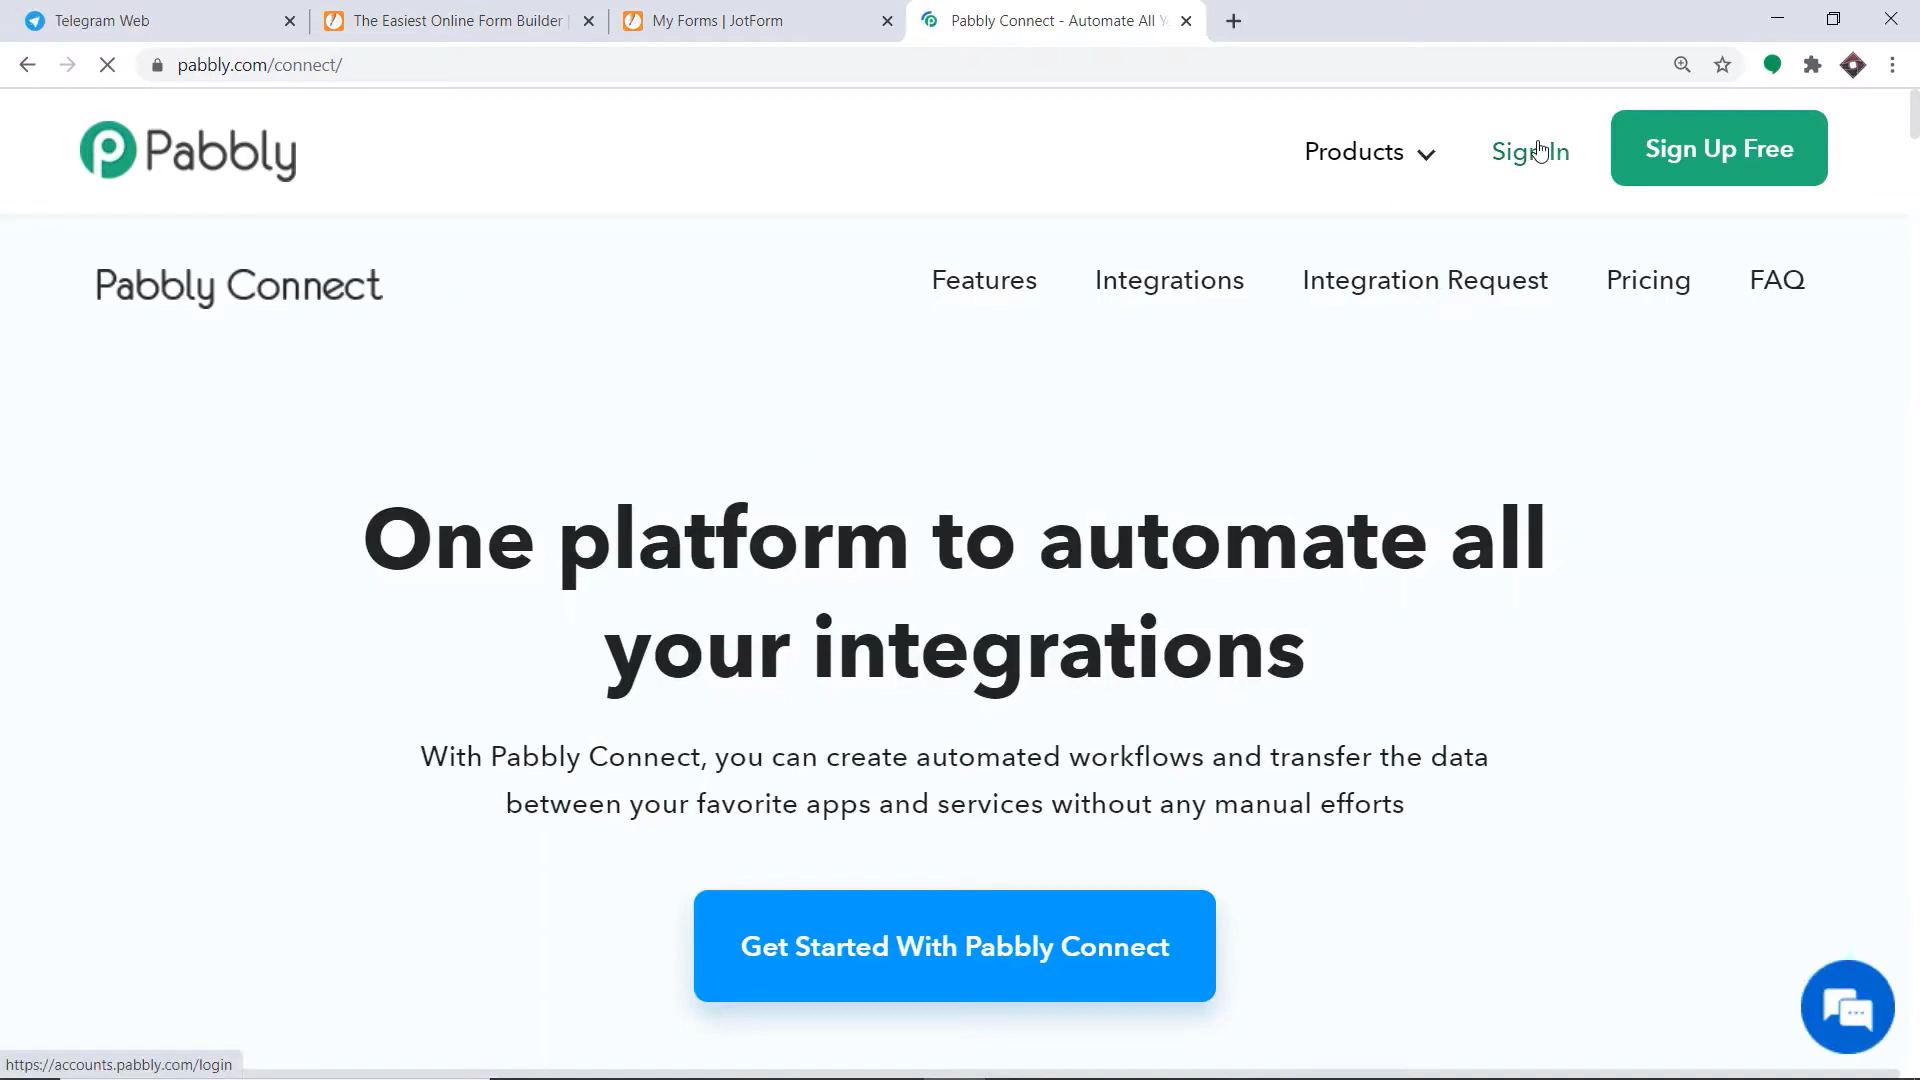 Telegram Web
The Easiest Online Form Builder
My Forms | JotForm
Pabbly Connect - Automate All Y
pabbly.com/connect/
Pabbly
Products
Sign In
Sign Up Free
Pabbly Connect
Features
Integrations
Integration Request
Pricing
FAQ
One platform to automate all
your integrations
With Pabbly Connect, you can create automated workflows and transfer the data
between your favorite apps and services without any manual efforts
Get Started With Pabbly Connect
https://accounts.pabbly.com/login